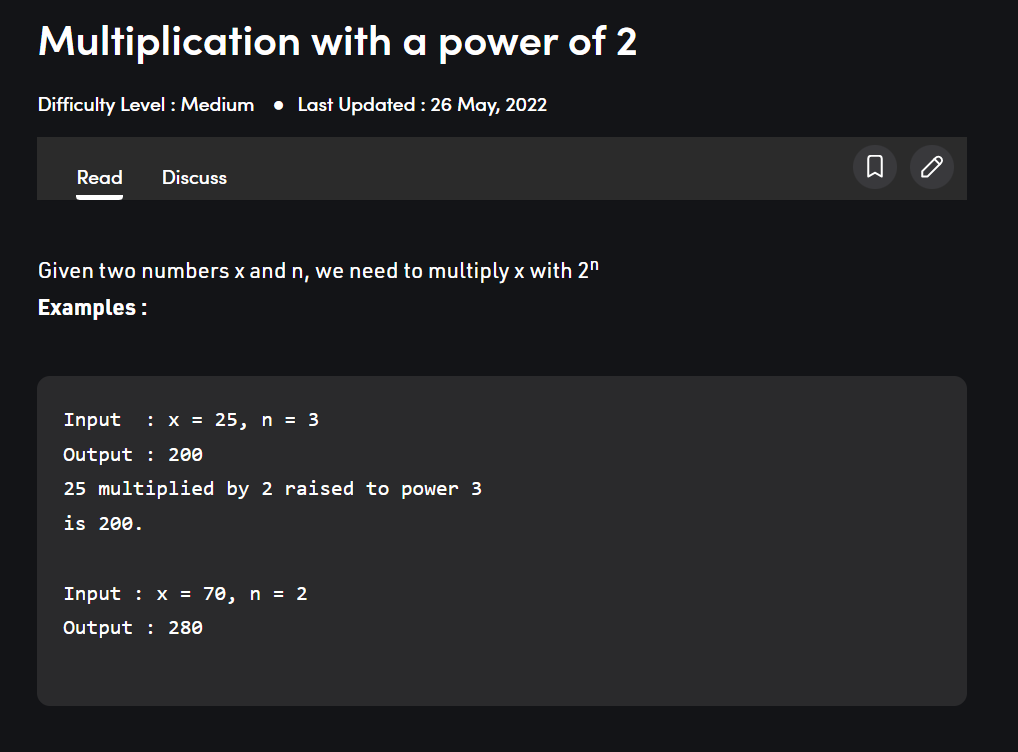 Multiplication with a power of 2
Difficulty Level : Medium ● Last Updated : 26 May, 2022
Read Discuss
Given two numbers x and n, we need to multiply x with 2ⁿ
Examples :
Input  : x = 25, n = 3
Output : 200
25 multiplied by 2 raised to power 3
is 200.
Input : x = 70, n = 2
Output : 280